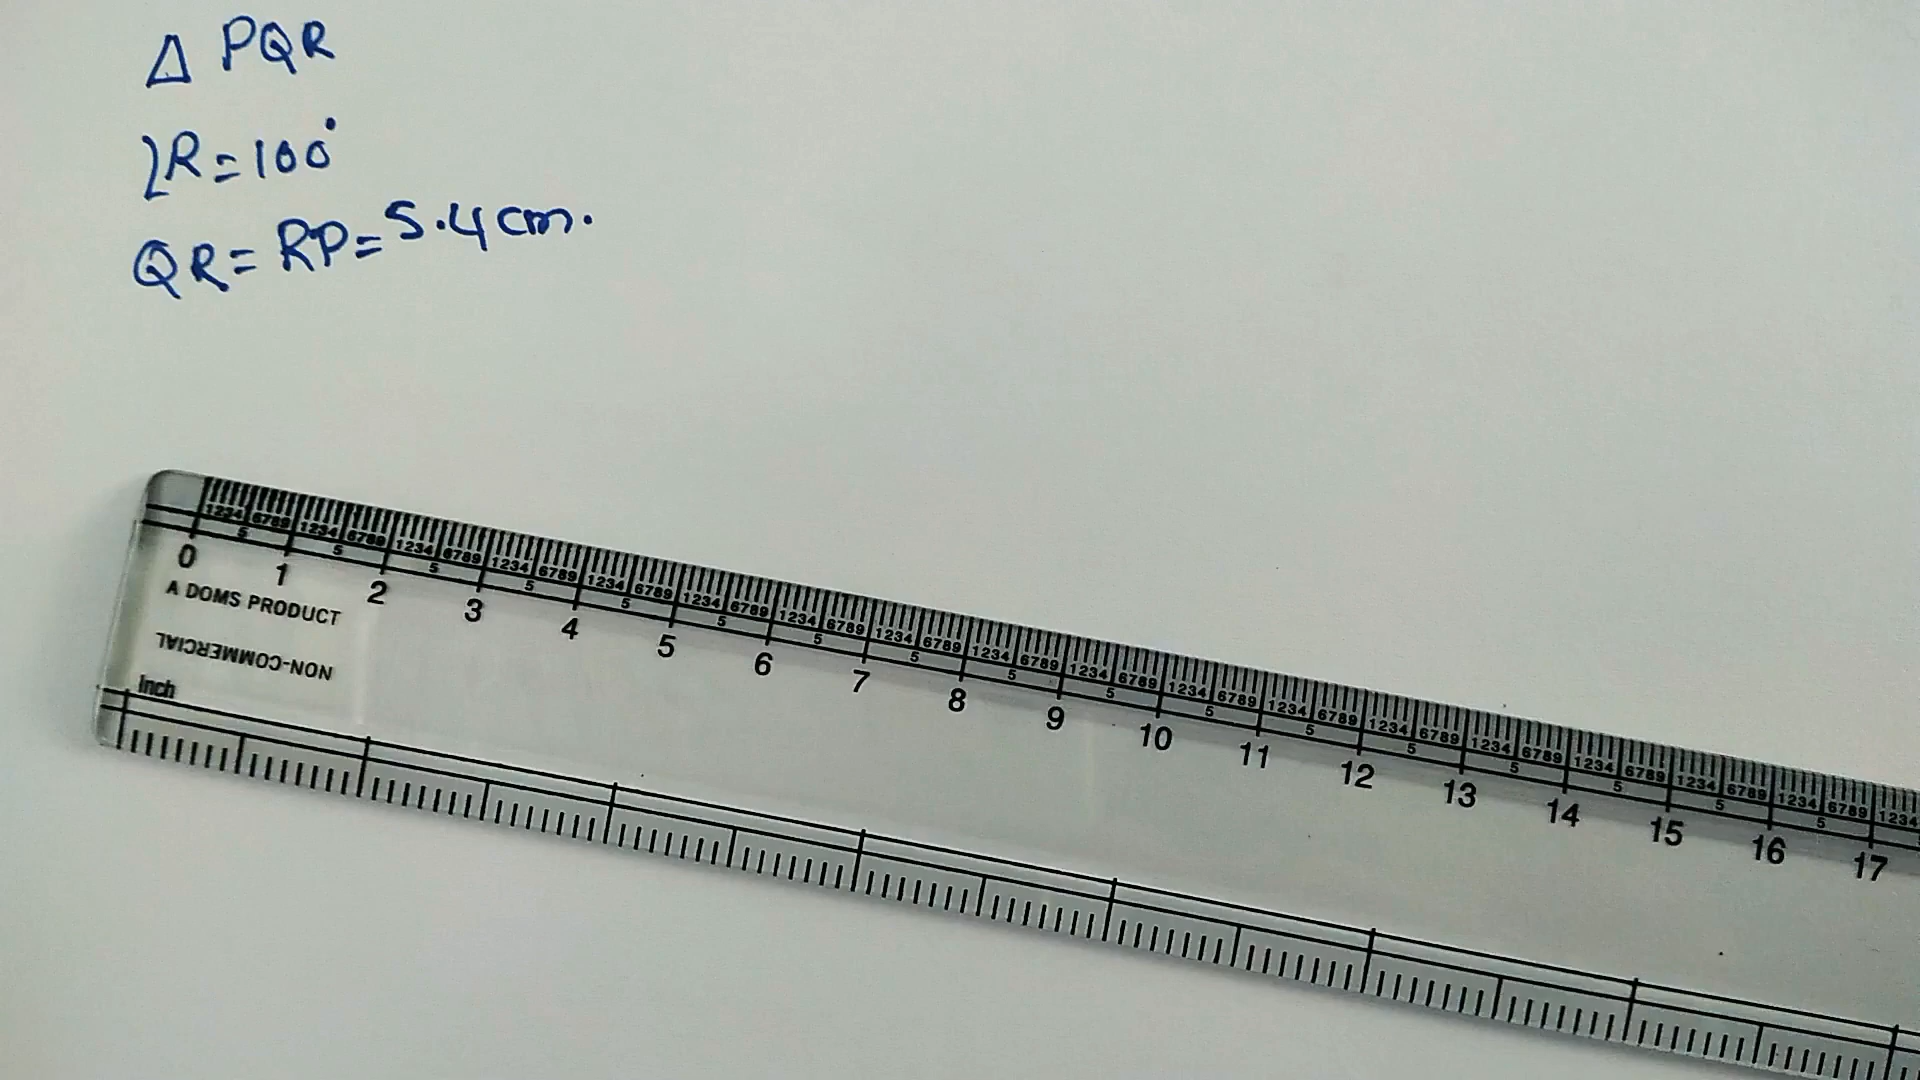 Δ PQR
∠R = 100°
QR = RP = 5.4 cm.
0 1 2 3 4 5 6 7 8 9 10 11 12 13 14 15 16 17
A DOMS PRODUCT
NON-COMMERCIAL
Inch